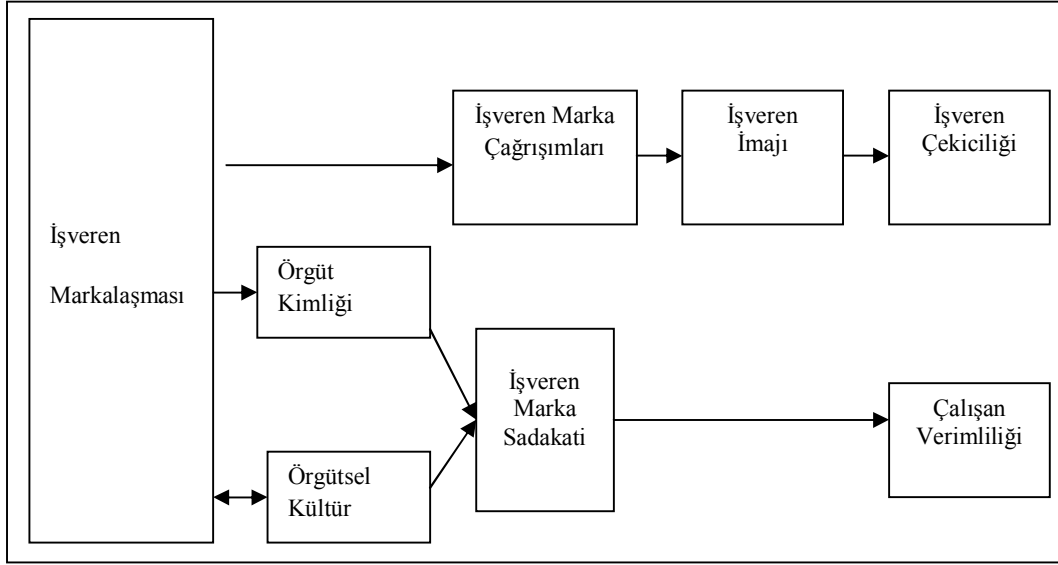 İşveren
Markalaşması
İşveren Marka
Çağrışımları
İşveren
İmajı
İşveren
Çekiciliği
Örgüt
Kimliği
Örgütsel
Kültür
İşveren
Marka
Sadakati
Çalışan
Verimliliği